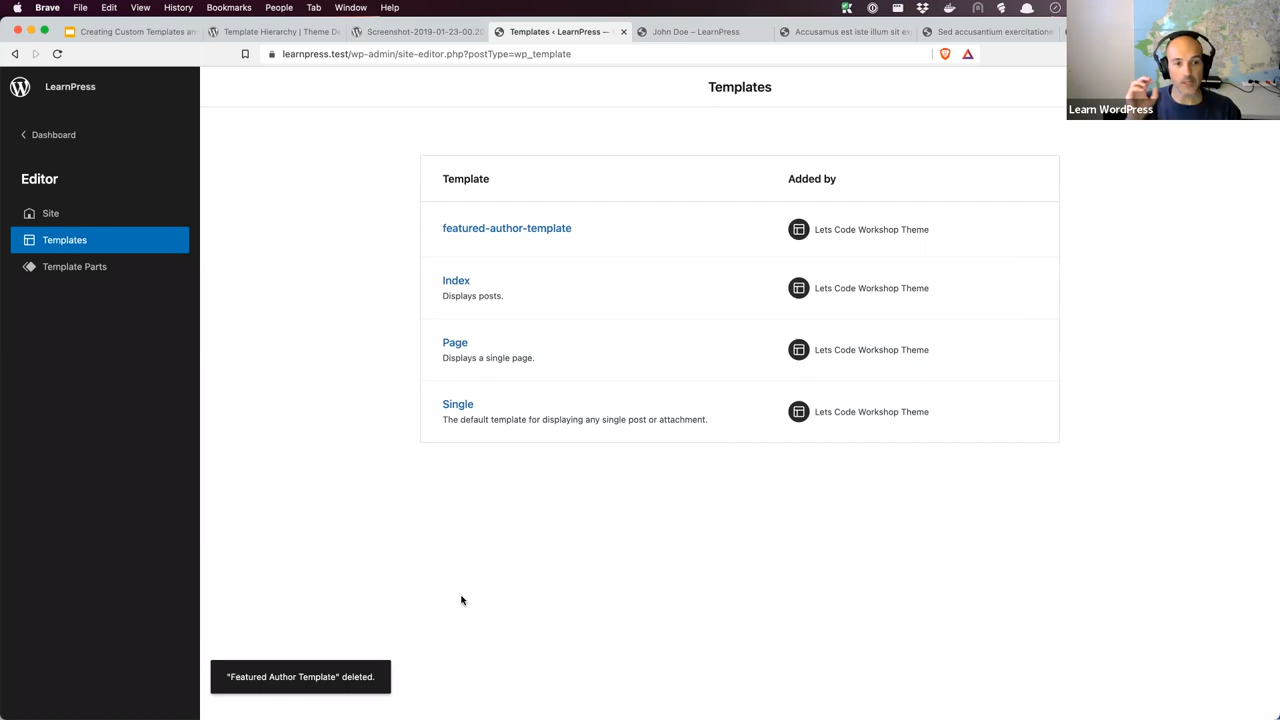 Brave File Edit View History Bookmarks People Tab Window Help
Creating Custom Templates an
Template Hierarchy | Theme De
Screenshot-2019-01-23-00.20
Templates ‹ LearnPress —
John Doe – LearnPress
Accusamus est iste illum sit ex
Sed accusantium exercitatione
learnpress.test/wp-admin/site-editor.php?postType=wp_template
Learn WordPress
LearnPress
Dashboard
Editor
Site
Templates
Template Parts
Templates
Template Added by
featured-author-template Lets Code Workshop Theme
Index
Displays posts.
Lets Code Workshop Theme
Page
Displays a single page.
Lets Code Workshop Theme
Single
The default template for displaying any single post or attachment.
Lets Code Workshop Theme
"Featured Author Template" deleted.